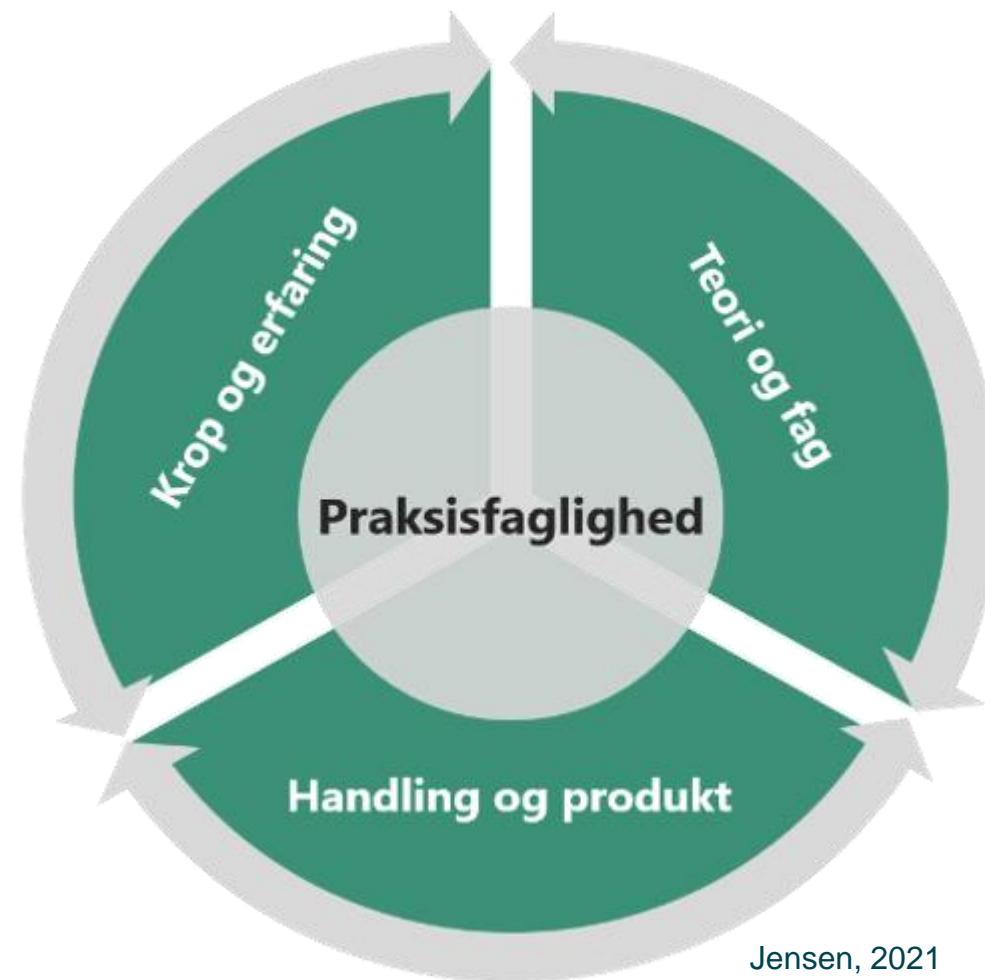 Krop og erfaring
Teori og fag
Praksisfaglighed
Handling og produkt
Jensen, 2021